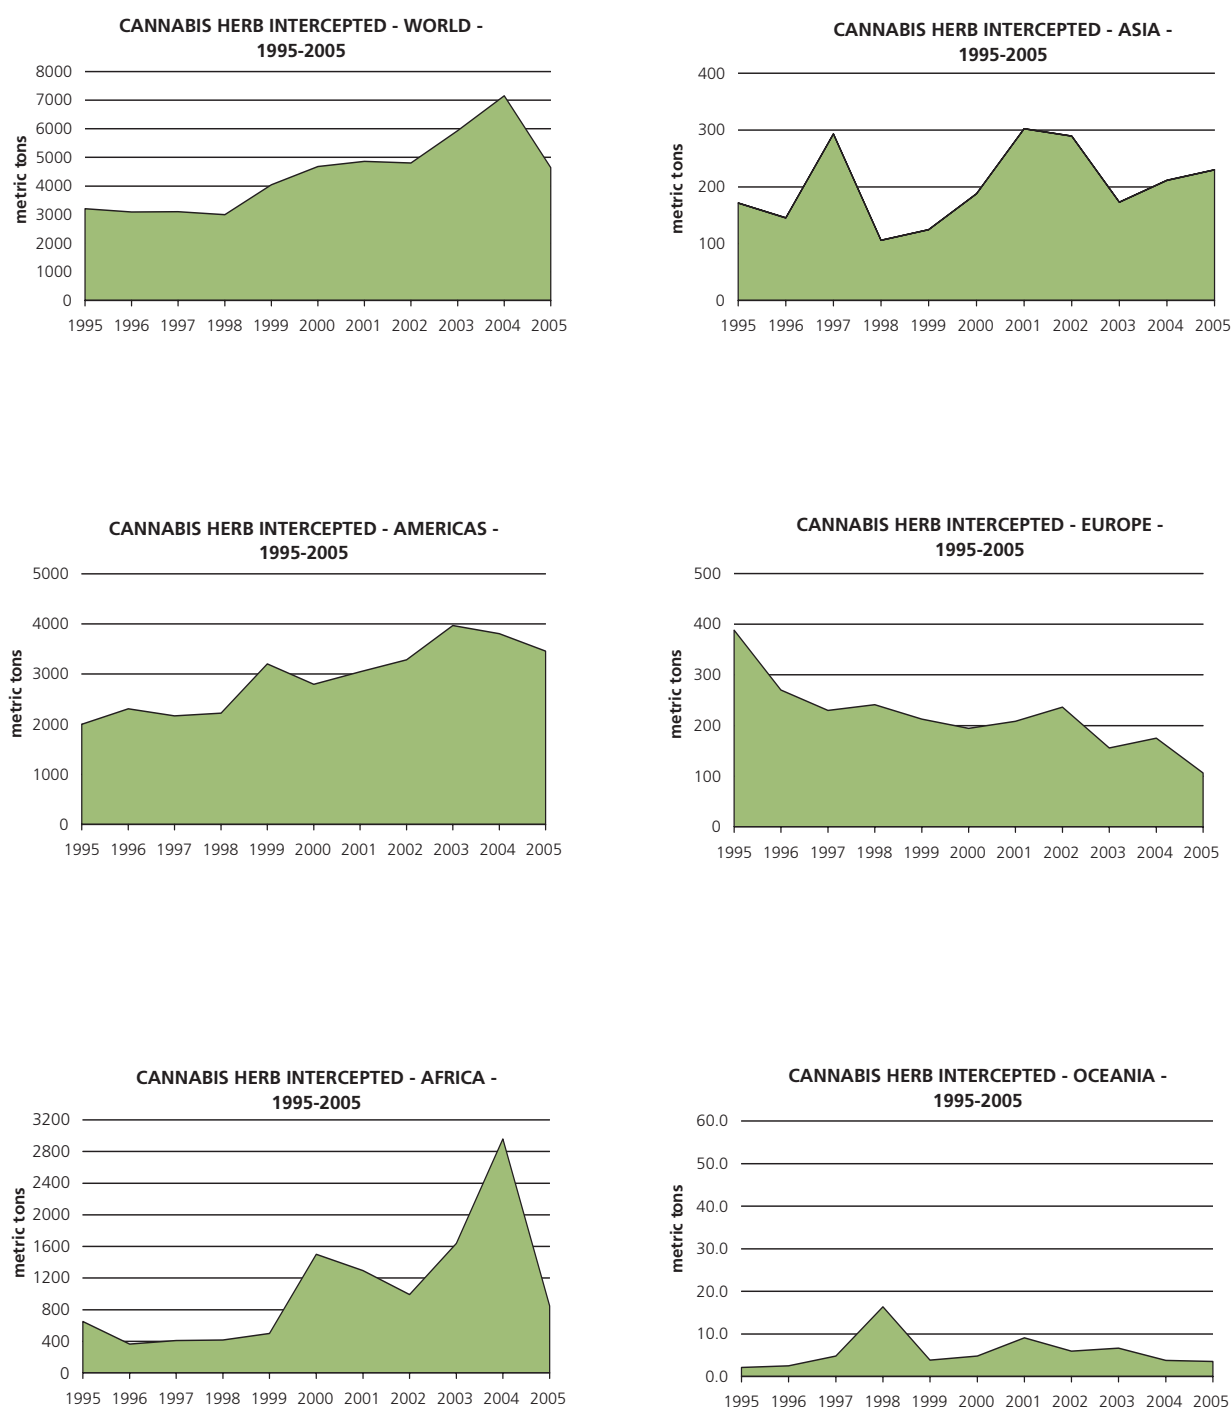 CANNABIS HERB INTERCEPTED - WORLD -
1995-2005
8000
7000
6000
5000
4000
3000
2000
1000
0
metric tons
1995 1996 1997 1998 1999 2000 2001 2002 2003 2004 2005
CANNABIS HERB INTERCEPTED - ASIA -
1995-2005
400
300
200
100
0
metric tons
1995 1996 1997 1998 1999 2000 2001 2002 2003 2004 2005
CANNABIS HERB INTERCEPTED - AMERICAS -
1995-2005
5000
4000
3000
2000
1000
0
metric tons
1995 1996 1997 1998 1999 2000 2001 2002 2003 2004 2005
CANNABIS HERB INTERCEPTED - EUROPE -
1995-2005
500
400
300
200
100
0
metric tons
1995 1996 1997 1998 1999 2000 2001 2002 2003 2004 2005
CANNABIS HERB INTERCEPTED - AFRICA -
1995-2005
3200
2800
2400
2000
1600
1200
800
400
0
metric tons
1995 1996 1997 1998 1999 2000 2001 2002 2003 2004 2005
CANNABIS HERB INTERCEPTED - OCEANIA -
1995-2005
60.0
50.0
40.0
30.0
20.0
10.0
0.0
metric tons
1995 1996 1997 1998 1999 2000 2001 2002 2003 2004 2005